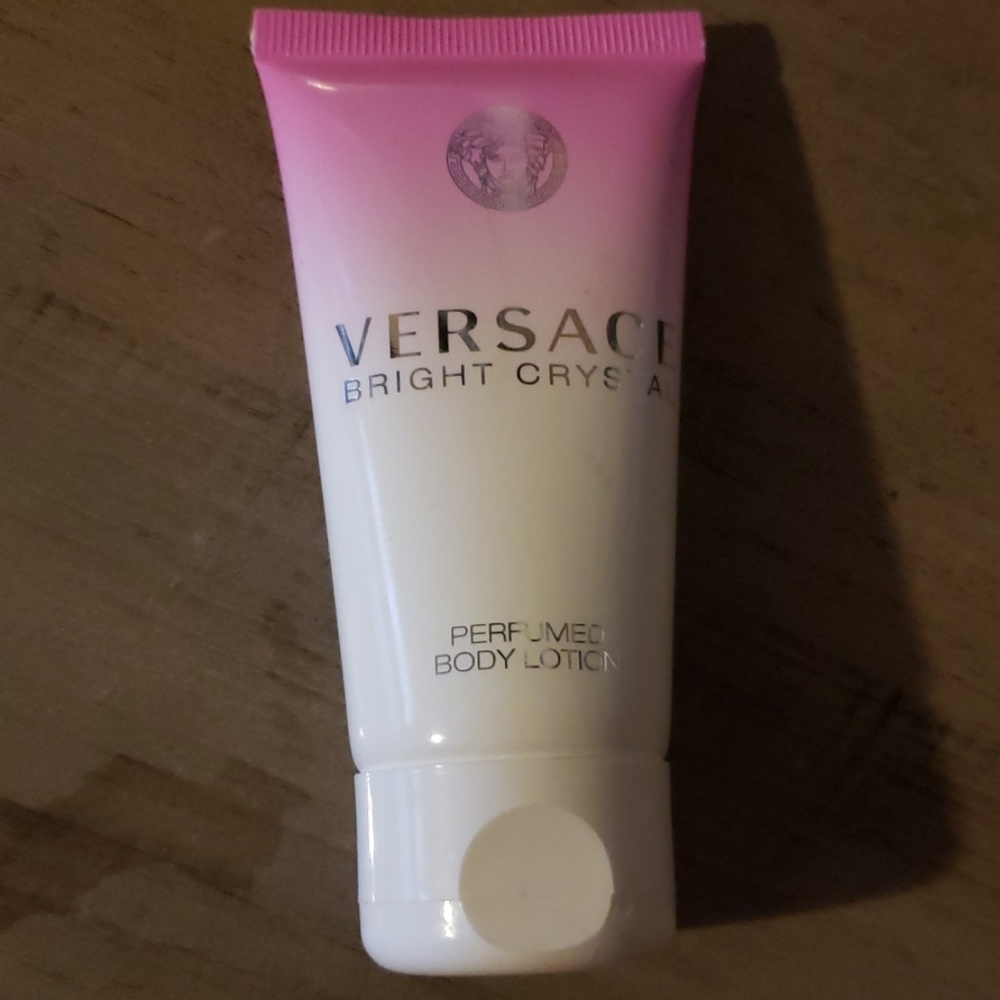 VERSACE
BRIGHT CRYSTAL
PERFUMED
BODY LOTION